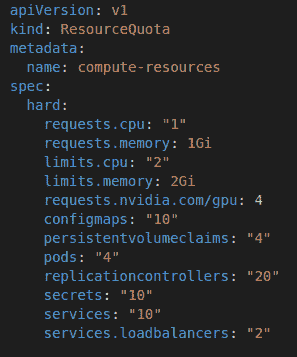 apiVersion: v1
kind: ResourceQuota
metadata:
  name: compute-resources
spec:
  hard:
    requests.cpu: "1"
    requests.memory: 1Gi
    limits.cpu: "2"
    limits.memory: 2Gi
    requests.nvidia.com/gpu: 4
    configmaps: "10"
    persistentvolumeclaims: "4"
    pods: "4"
    replicationcontrollers: "20"
    secrets: "10"
    services: "10"
    services.loadbalancers: "2"